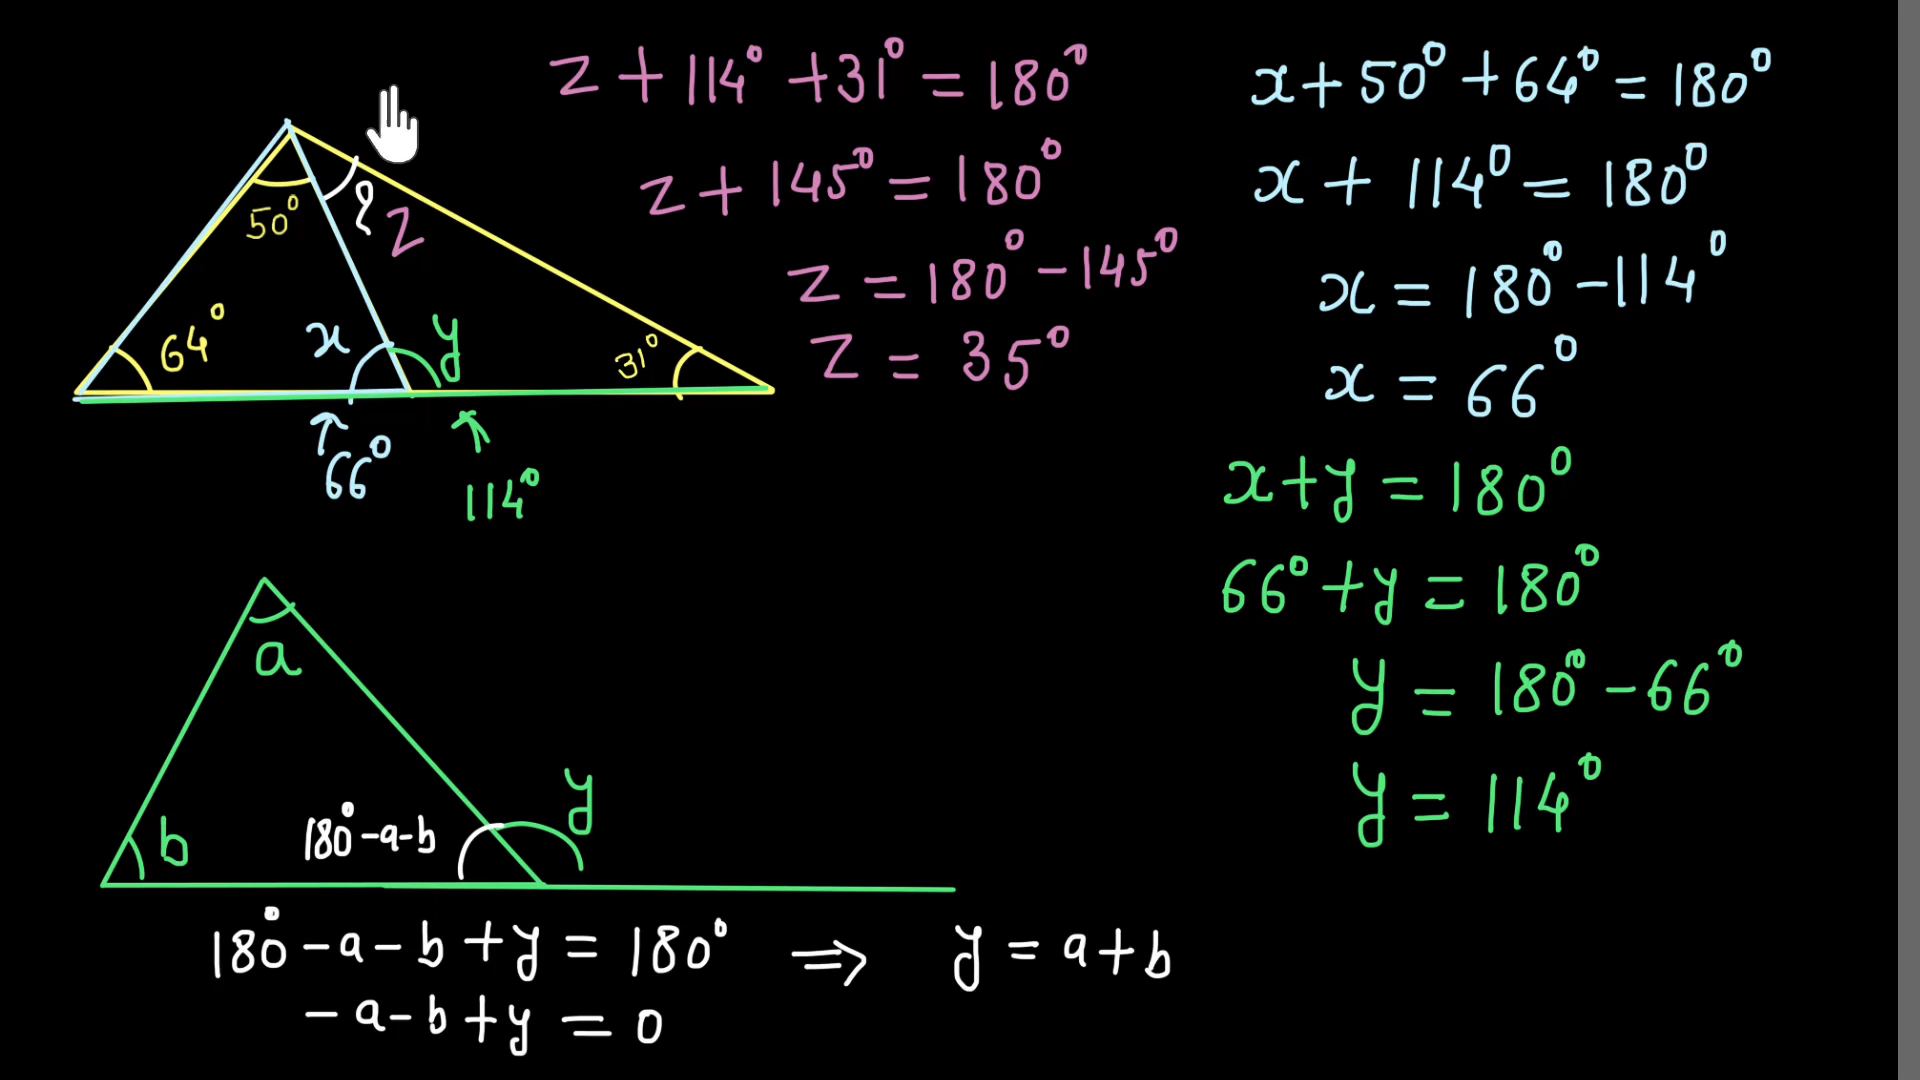 z + 114° + 31° = 180°
z + 145° = 180°
z = 180° - 145°
z = 35°
x + 50° + 64° = 180°
x + 114° = 180°
x = 180° - 114°
x = 66°
x + y = 180°
66° + y = 180°
y = 180° - 66°
y = 114°
50°
? z
64°
x
y
31°
66°
114°
a
b
180° - a - b
y
180° - a - b + y = 180° ⇒ y = a + b
- a - b + y = 0